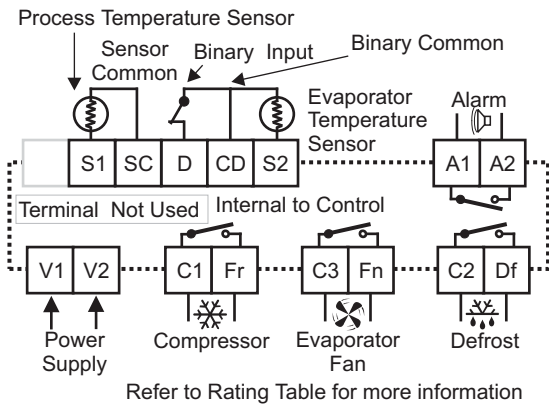 Process Temperature Sensor
Sensor Common
Binary Input
Binary Common
Evaporator Temperature Sensor
Alarm
S1 SC D CD S2
A1 A2
Terminal Not Used
Internal to Control
V1 V2
C1 Fr
C3 Fn
C2 Df
Power Supply
Compressor
Evaporator Fan
Defrost
Refer to Rating Table for more information